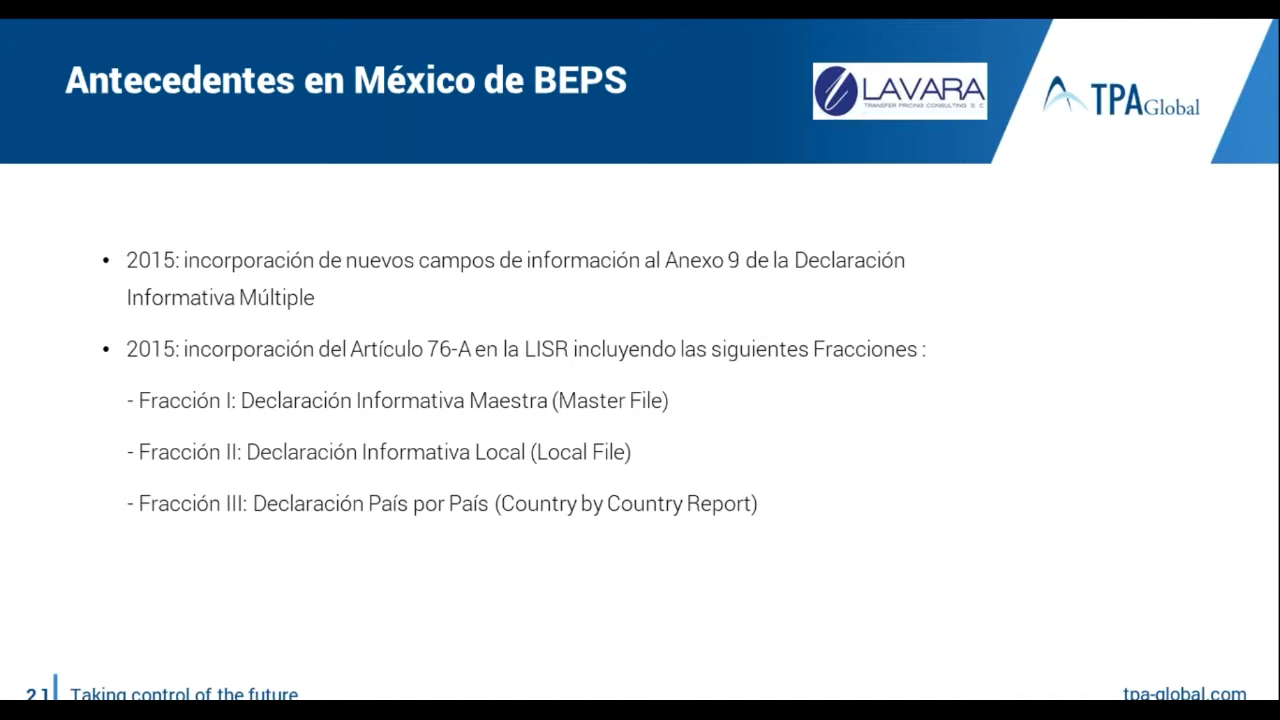 Antecedentes en México de BEPS
LAVARA
TRANSFER PRICING CONSULTING S. C
TPAGlobal
• 2015: incorporación de nuevos campos de información al Anexo 9 de la Declaración
Informativa Múltiple
• 2015: incorporación del Artículo 76-A en la LISR incluyendo las siguientes Fracciones :
- Fracción I: Declaración Informativa Maestra (Master File)
- Fracción II: Declaración Informativa Local (Local File)
- Fracción III: Declaración País por País (Country by Country Report)
21 Taking control of the future
tpa-global.com